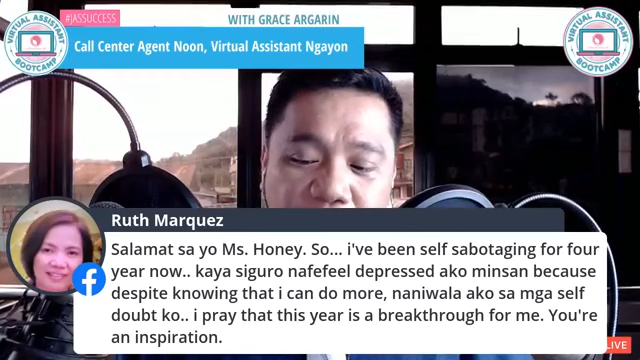 #JASSUCCESS
WITH GRACE ARGARIN
Call Center Agent Noon, Virtual Assistant Ngayon
VIRTUAL ASSISTANT
BOOTCAMP
VIRTUAL ASSISTANT
BOOTCAMP
Ruth Marquez
Salamat sa yo Ms. Honey. So... i've been self sabotaging for four
year now.. kaya siguro nafefeel depressed ako minsan because
despite knowing that i can do more, naniwala ako sa mga self
doubt ko.. i pray that this year is a breakthrough for me. You're
an inspiration.
LIVE